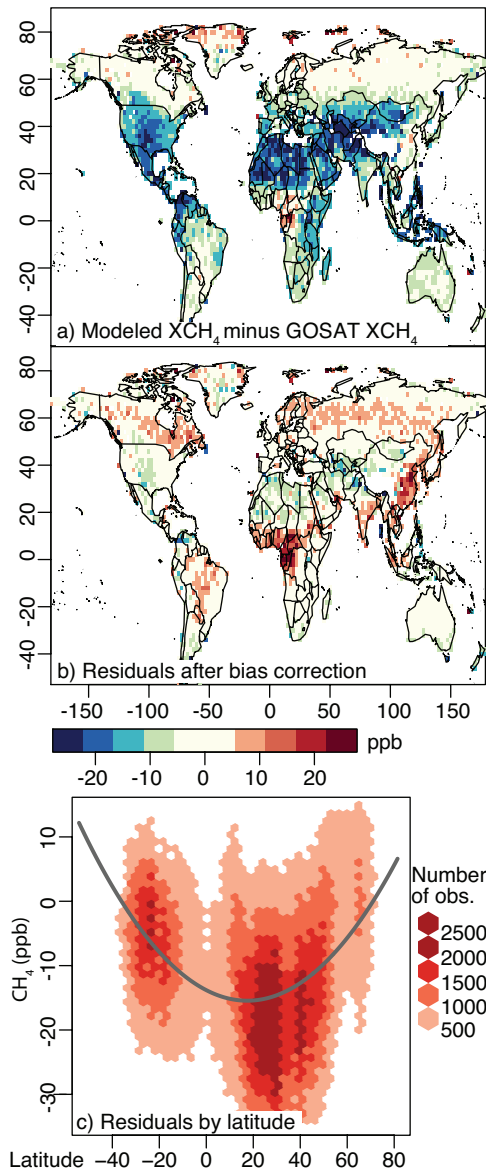 80
60
40
20
0
-20
-40
a) Modeled XCH₄ minus GOSAT XCH₄
80
60
40
20
0
-20
-40
b) Residuals after bias correction
-150 -100 -50 0 50 100 150
ppb
-20 -10 0 10 20
10
0
-10
-20
-30
CH₄ (ppb)
Number
of obs.
2500
2000
1500
1000
500
c) Residuals by latitude
Latitude -40 -20 0 20 40 60 80